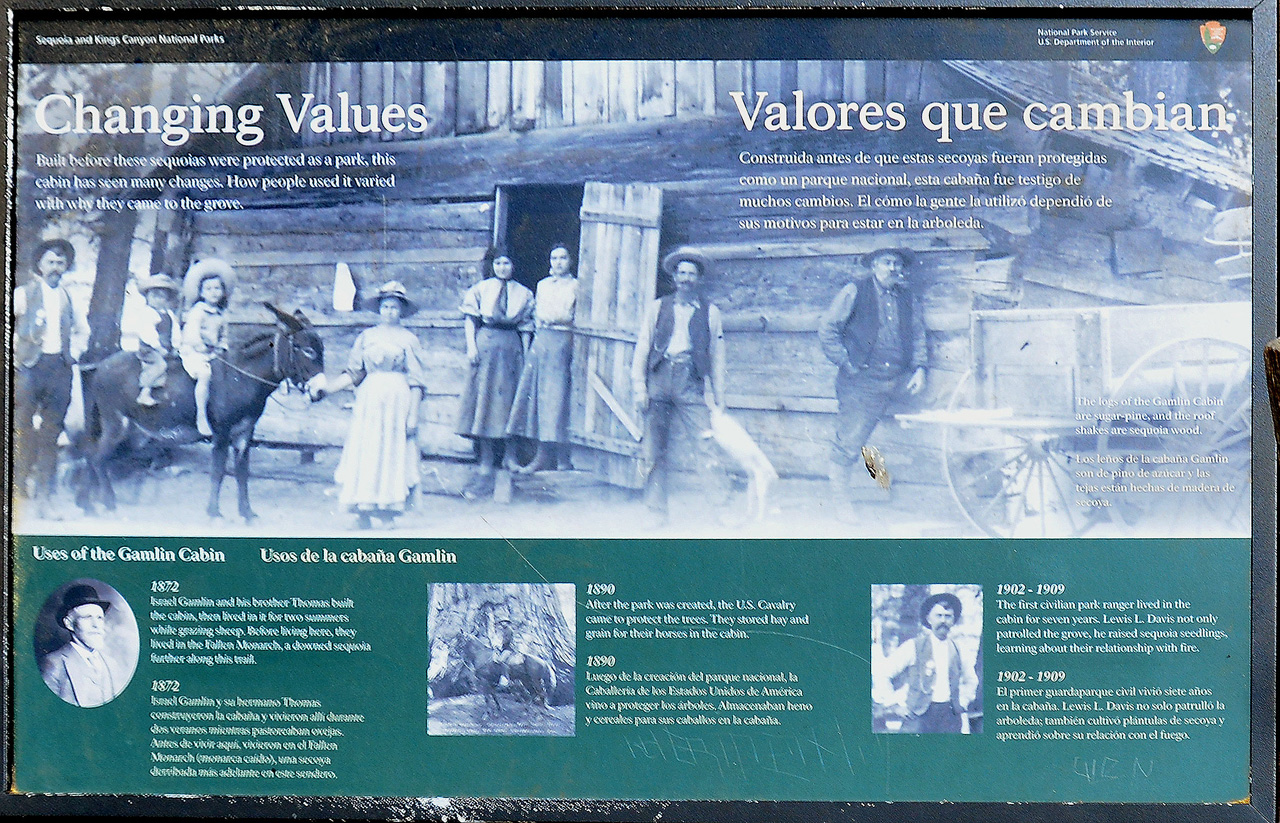 Sequoia and Kings Canyon National Parks
National Park Service
U.S. Department of the Interior
Changing Values
Built before these sequoias were protected as a park, this
cabin has seen many changes. How people used it varied
with why they came to the grove.
Valores que cambian
Construida antes de que estas secoyas fueran protegidas
como un parque nacional, esta cabaña fue testigo de
muchos cambios. El cómo la gente la utilizó dependió de
sus motivos para estar en la arboleda.
The logs of the Gamlin Cabin
are sugar-pine, and the roof
shakes are sequoia wood.
Los leños de la cabaña Gamlin
son de pino de azúcar y las
tejas están hechas de madera de
secoya.
Uses of the Gamlin Cabin
Usos de la cabaña Gamlin
1872
Israel Gamlin and his brother Thomas built
the cabin, then lived in it for two summers
while grazing sheep. Before living here, they
lived in the Fallen Monarch, a downed sequoia
further along this trail.
1872
Israel Gamlin y su hermano Thomas
construyeron la cabaña y vivieron allí durante
dos veranos mientras pastoreaban ovejas.
Antes de vivir aquí, vivieron en el Fallen
Monarch (monarca caído), una secoya
derribada más adelante en este sendero.
1890
After the park was created, the U.S. Cavalry
came to protect the trees. They stored hay and
grain for their horses in the cabin.
1890
Luego de la creación del parque nacional, la
Caballería de los Estados Unidos de América
vino a proteger los árboles. Almacenaban heno
y cereales para sus caballos en la cabaña.
1902 - 1909
The first civilian park ranger lived in the
cabin for seven years. Lewis L. Davis not only
patrolled the grove, he raised sequoia seedlings,
learning about their relationship with fire.
1902 - 1909
El primer guardaparque civil vivió siete años
en la cabaña. Lewis L. Davis no solo patrulló la
arboleda; también cultivó plántulas de secoya y
aprendió sobre su relación con el fuego.